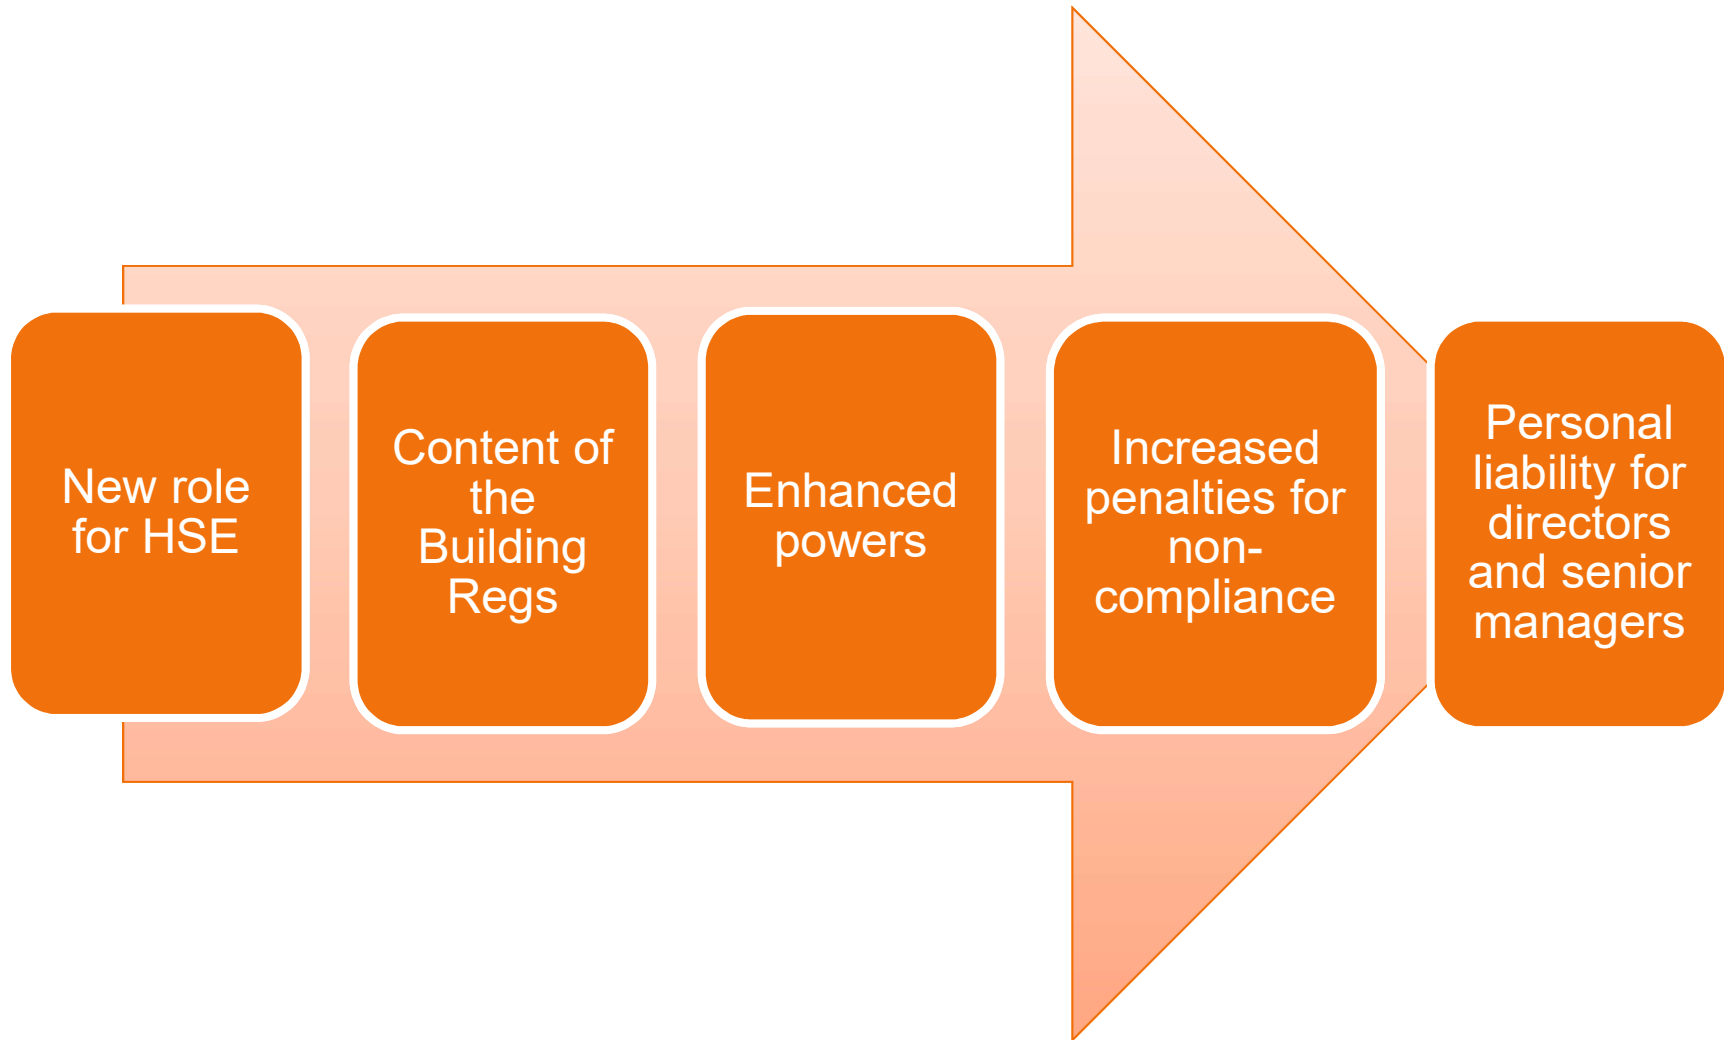 New role
for HSE
Content of
the
Building
Regs
Enhanced
powers
Increased
penalties for
non-
compliance
Personal
liability for
directors
and senior
managers